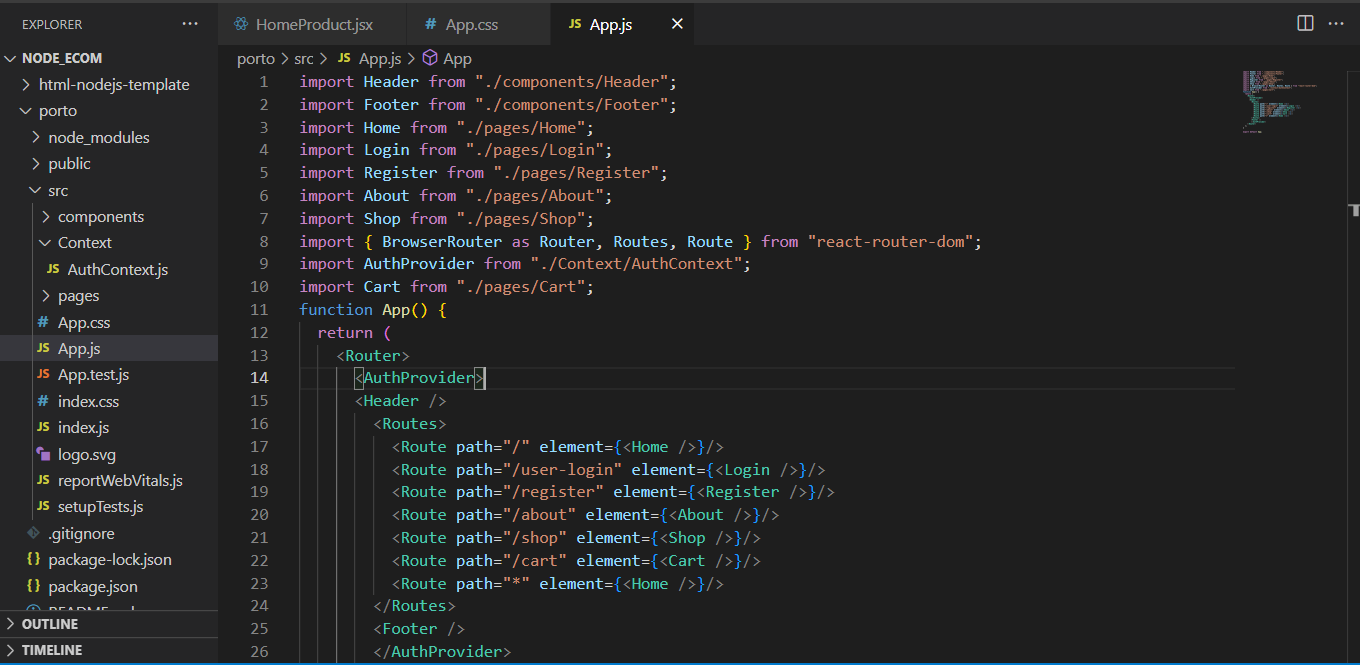 EXPLORER ···
NODE_ECOM
html-nodejs-template
porto
node_modules
public
src
components
Context
JS AuthContext.js
pages
# App.css
JS App.js
JS App.test.js
# index.css
JS index.js
logo.svg
JS reportWebVitals.js
JS setupTests.js
.gitignore
{ } package-lock.json
{ } package.json
OUTLINE
TIMELINE
HomeProduct.jsx # App.css JS App.js ×
porto > src > JS App.js > App
1 import Header from "./components/Header";
2 import Footer from "./components/Footer";
3 import Home from "./pages/Home";
4 import Login from "./pages/Login";
5 import Register from "./pages/Register";
6 import About from "./pages/About";
7 import Shop from "./pages/Shop";
8 import { BrowserRouter as Router, Routes, Route } from "react-router-dom";
9 import AuthProvider from "./Context/AuthContext";
10 import Cart from "./pages/Cart";
11 function App() {
12 return (
13 <Router>
14 <AuthProvider>
15 <Header />
16 <Routes>
17 <Route path="/" element={<Home />}/>
18 <Route path="/user-login" element={<Login />}/>
19 <Route path="/register" element={<Register />}/>
20 <Route path="/about" element={<About />}/>
21 <Route path="/shop" element={<Shop />}/>
22 <Route path="/cart" element={<Cart />}/>
23 <Route path="*" element={<Home />}/>
24 </Routes>
25 <Footer />
26 </AuthProvider>